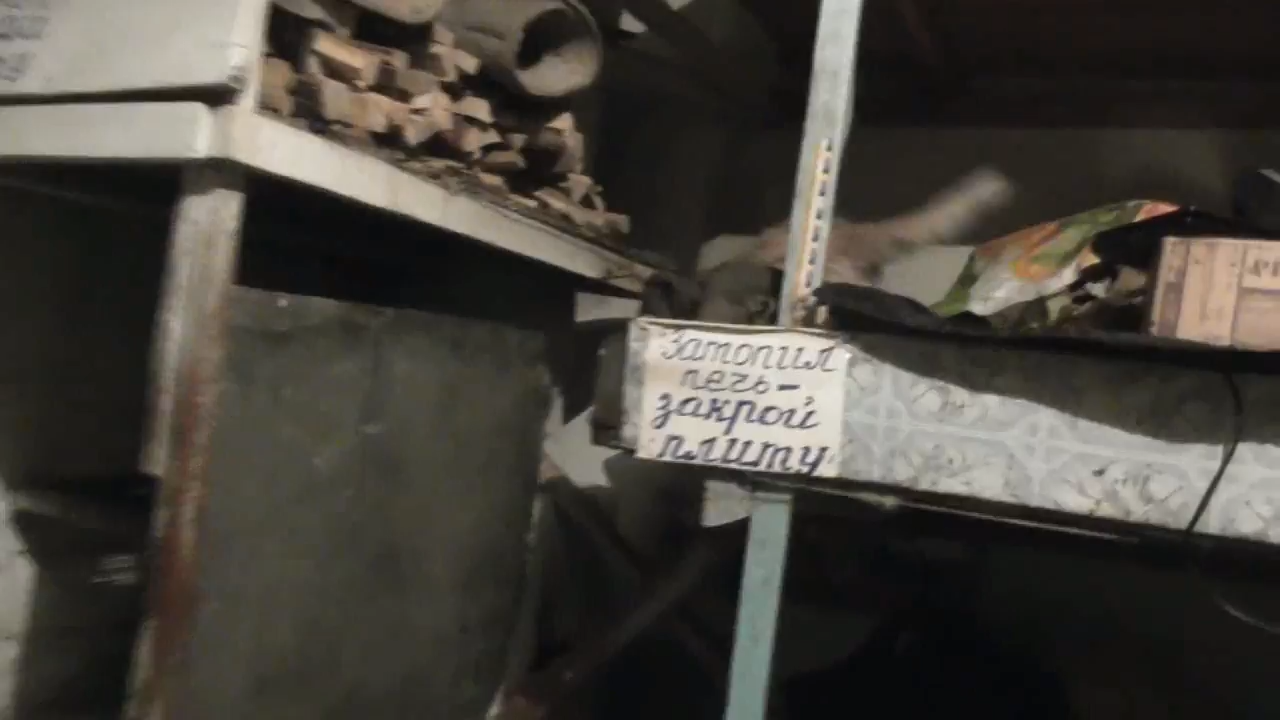 Затопил
печь-
закрой
плиту